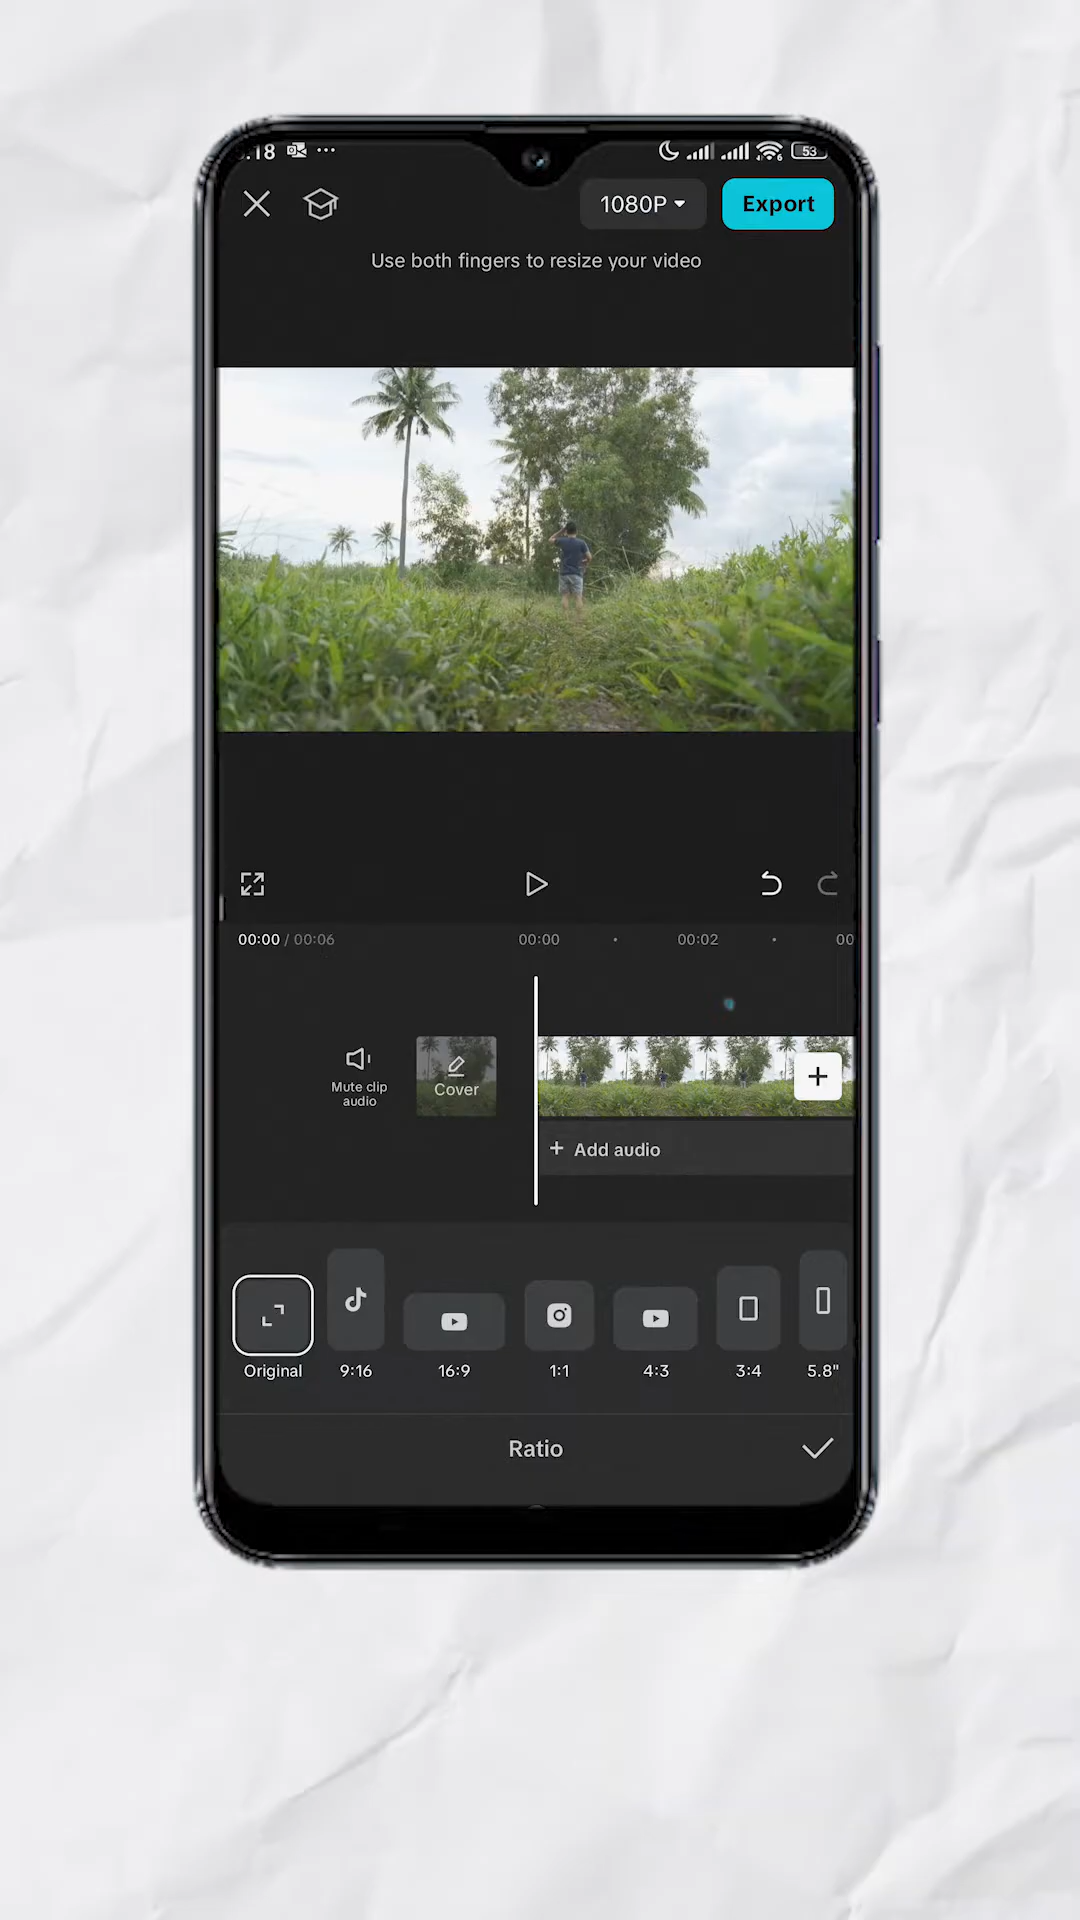 :18
53
1080P
Export
Use both fingers to resize your video
00:00 / 00:06
00:00
00:02
00
Mute clip
audio
Cover
+ Add audio
Original
9:16
16:9
1:1
4:3
3:4
5.8"
Ratio